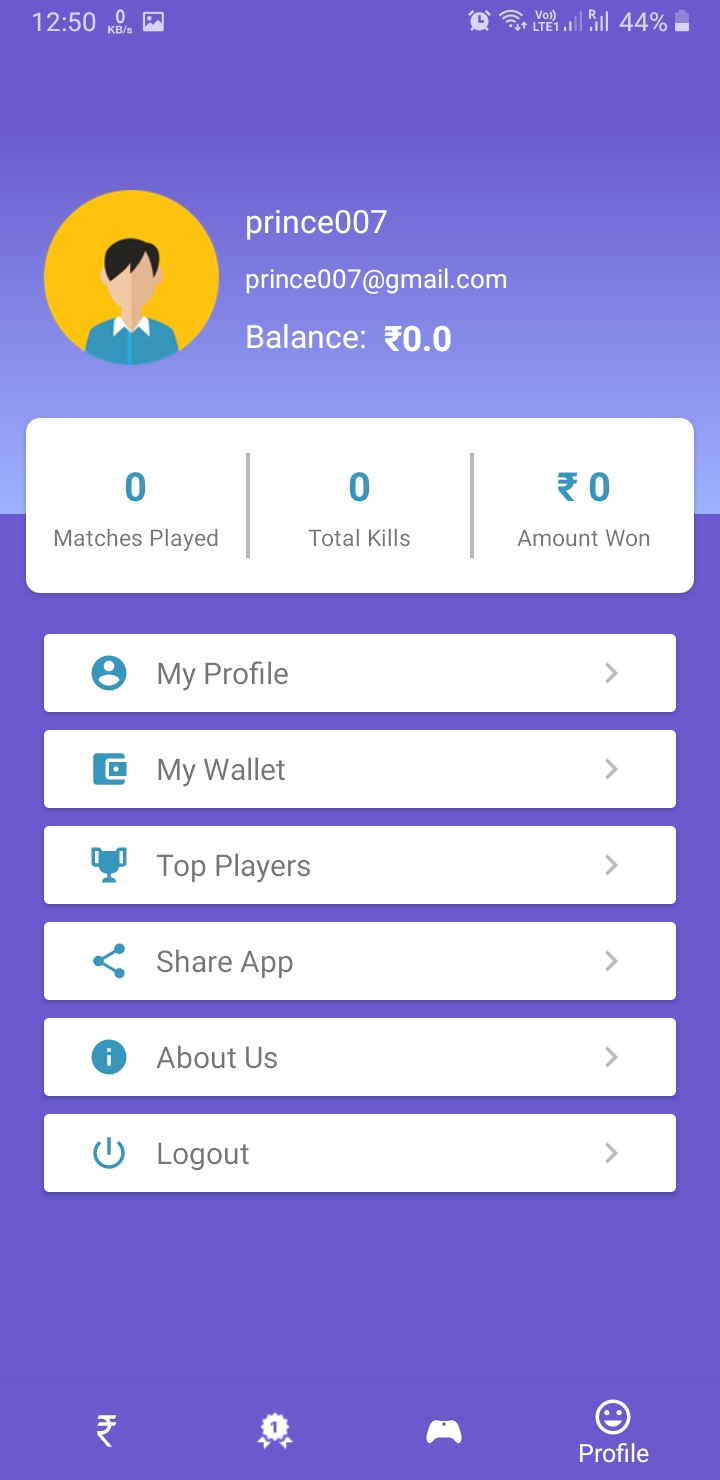 12:50 0 KB/s Vo) LTE1 R 44%
prince007
prince007@gmail.com
Balance: ₹0.0
0 0 ₹ 0
Matches Played Total Kills Amount Won
My Profile
My Wallet
Top Players
Share App
About Us
Logout
₹ 1
Profile